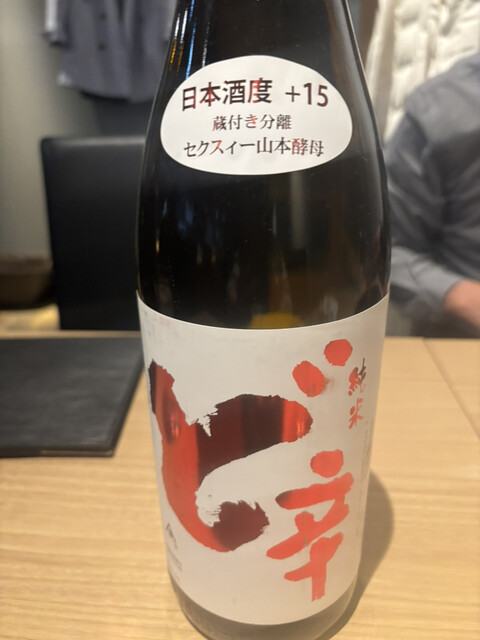 日本酒度 +15
蔵付き分離
セクスィー山本酵母
純米
ど辛